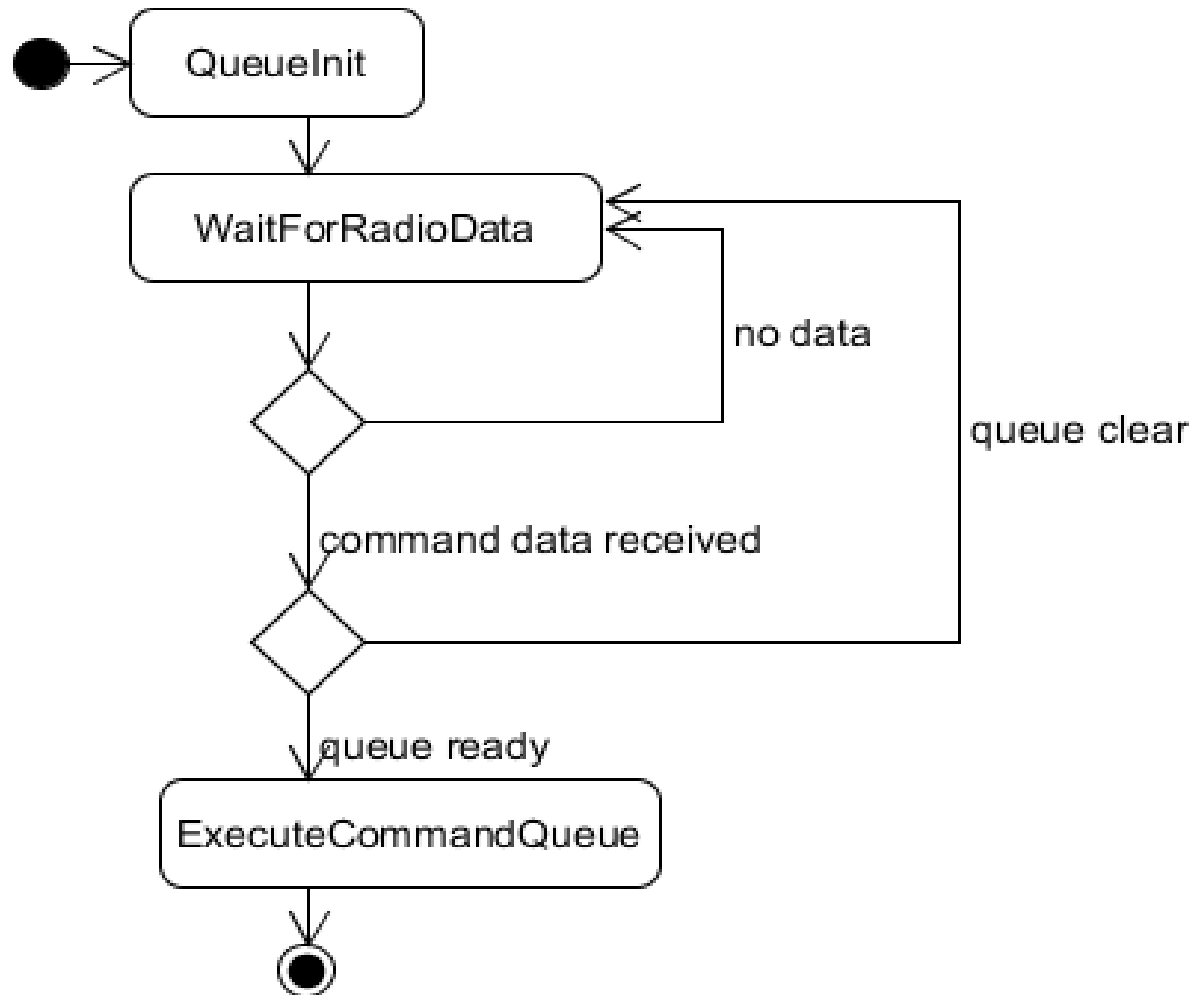 QueueInit
WaitForRadioData
no data
queue clear
command data received
queue ready
ExecuteCommandQueue